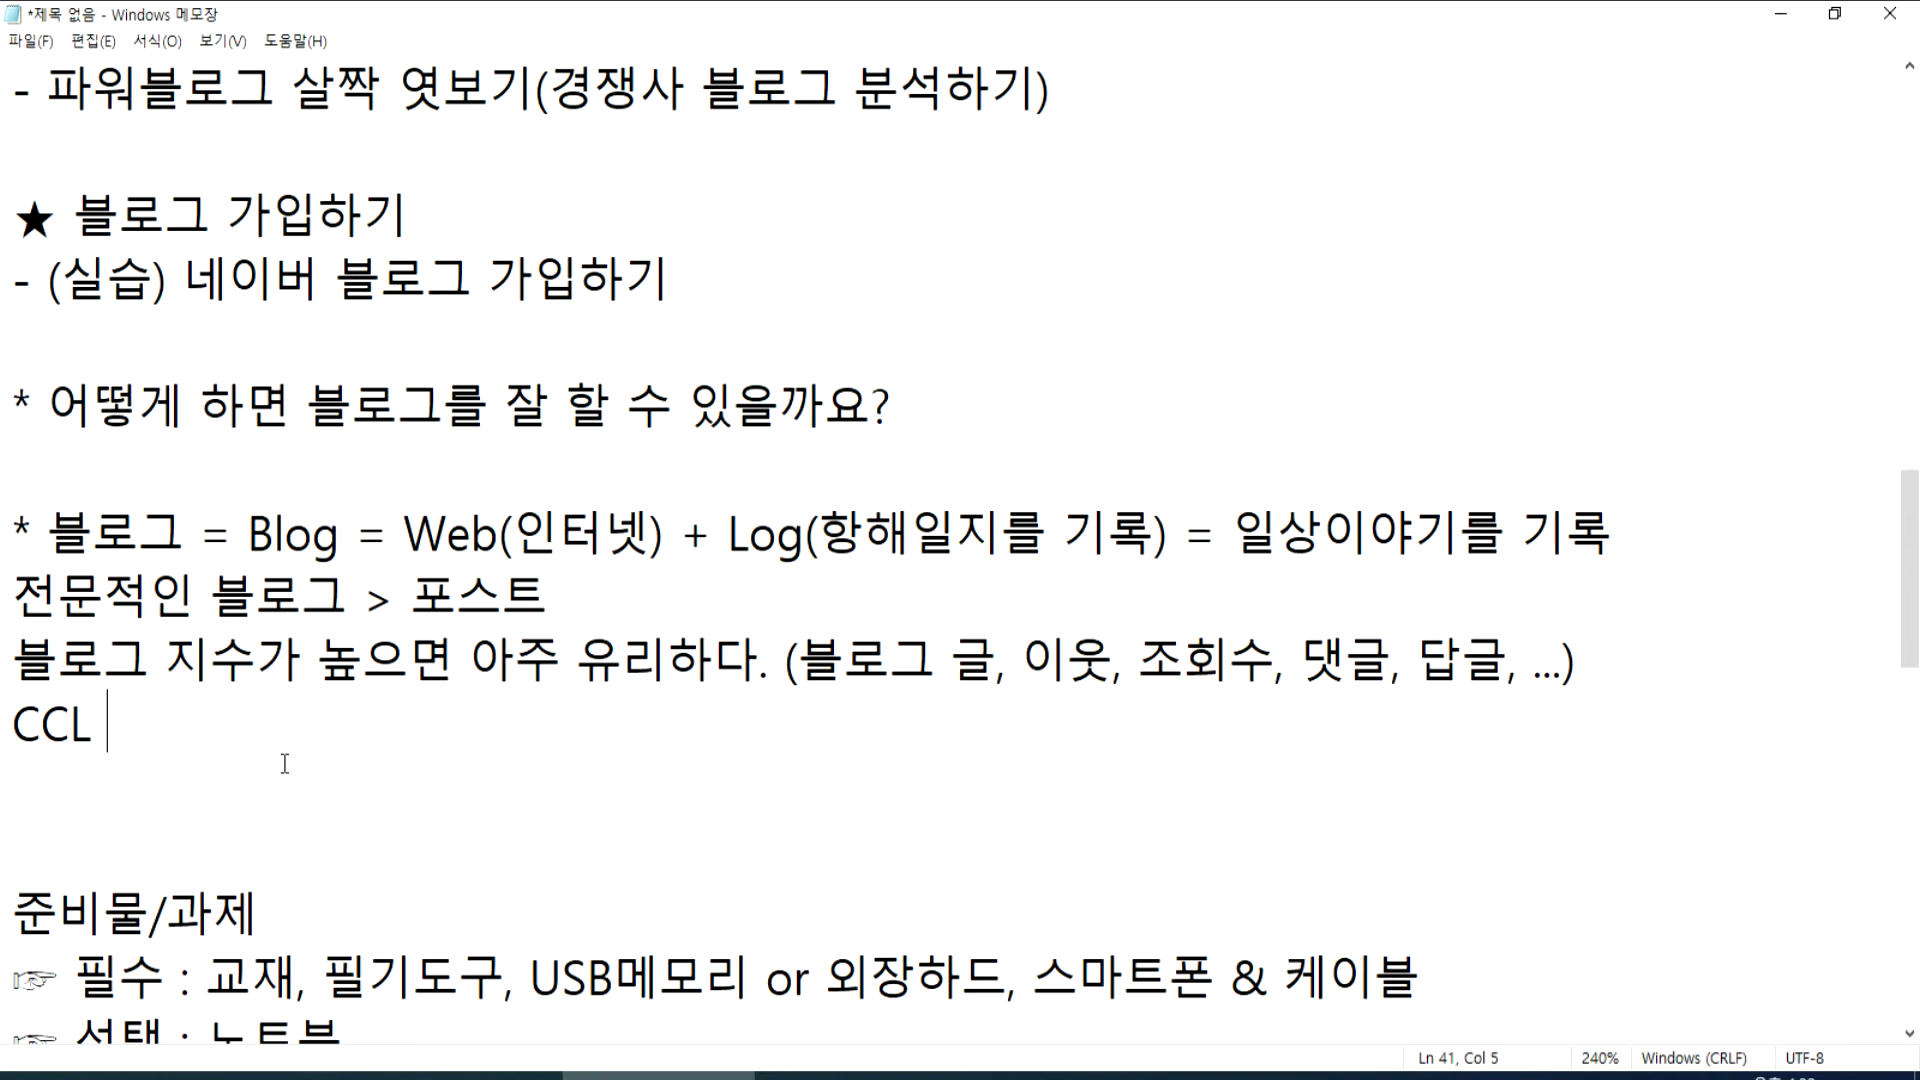 *제목 없음 - Windows 메모장
파일(F) 편집(E) 서식(O) 보기(V) 도움말(H)
- 파워블로그 살짝 엿보기(경쟁사 블로그 분석하기)
★ 블로그 가입하기
- (실습) 네이버 블로그 가입하기
* 어떻게 하면 블로그를 잘 할 수 있을까요?
* 블로그 = Blog = Web(인터넷) + Log(항해일지를 기록) = 일상이야기를 기록
전문적인 블로그 > 포스트
블로그 지수가 높으면 아주 유리하다. (블로그 글, 이웃, 조회수, 댓글, 답글, ...)
CCL
준비물/과제
☞ 필수 : 교재, 필기도구, USB메모리 or 외장하드, 스마트폰 & 케이블
☞ 선택 : 노트북
Ln 41, Col 5 240% Windows (CRLF) UTF-8